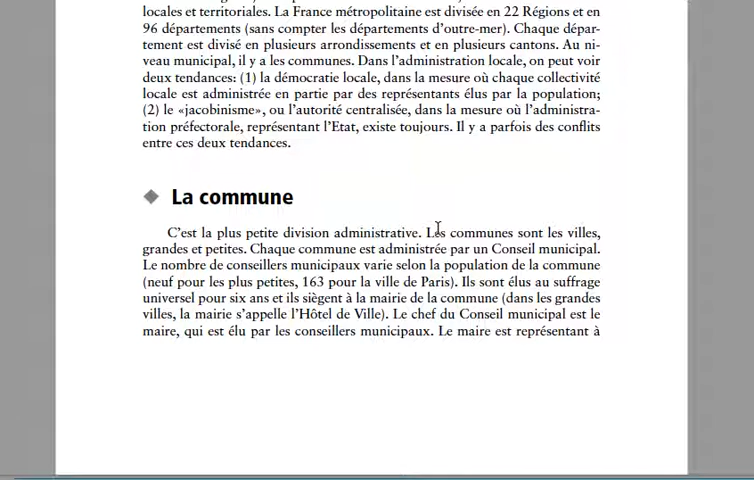 locales et territoriales. La France métropolitaine est divisée en 22 Régions et en
96 départements (sans compter les départements d’outre-mer). Chaque dépar-
tement est divisé en plusieurs arrondissements et en plusieurs cantons. Au ni-
veau municipal, il y a les communes. Dans l’administration locale, on peut voir
deux tendances: (1) la démocratie locale, dans la mesure où chaque collectivité
locale est administrée en partie par des représentants élus par la population;
(2) le «jacobinisme», ou l’autorité centralisée, dans la mesure où l’administra-
tion préfectorale, représentant l’Etat, existe toujours. Il y a parfois des conflits
entre ces deux tendances.
La commune
C’est la plus petite division administrative. Les communes sont les villes,
grandes et petites. Chaque commune est administrée par un Conseil municipal.
Le nombre de conseillers municipaux varie selon la population de la commune
(neuf pour les plus petites, 163 pour la ville de Paris). Ils sont élus au suffrage
universel pour six ans et ils siègent à la mairie de la commune (dans les grandes
villes, la mairie s’appelle l’Hôtel de Ville). Le chef du Conseil municipal est le
maire, qui est élu par les conseillers municipaux. Le maire est représentant à